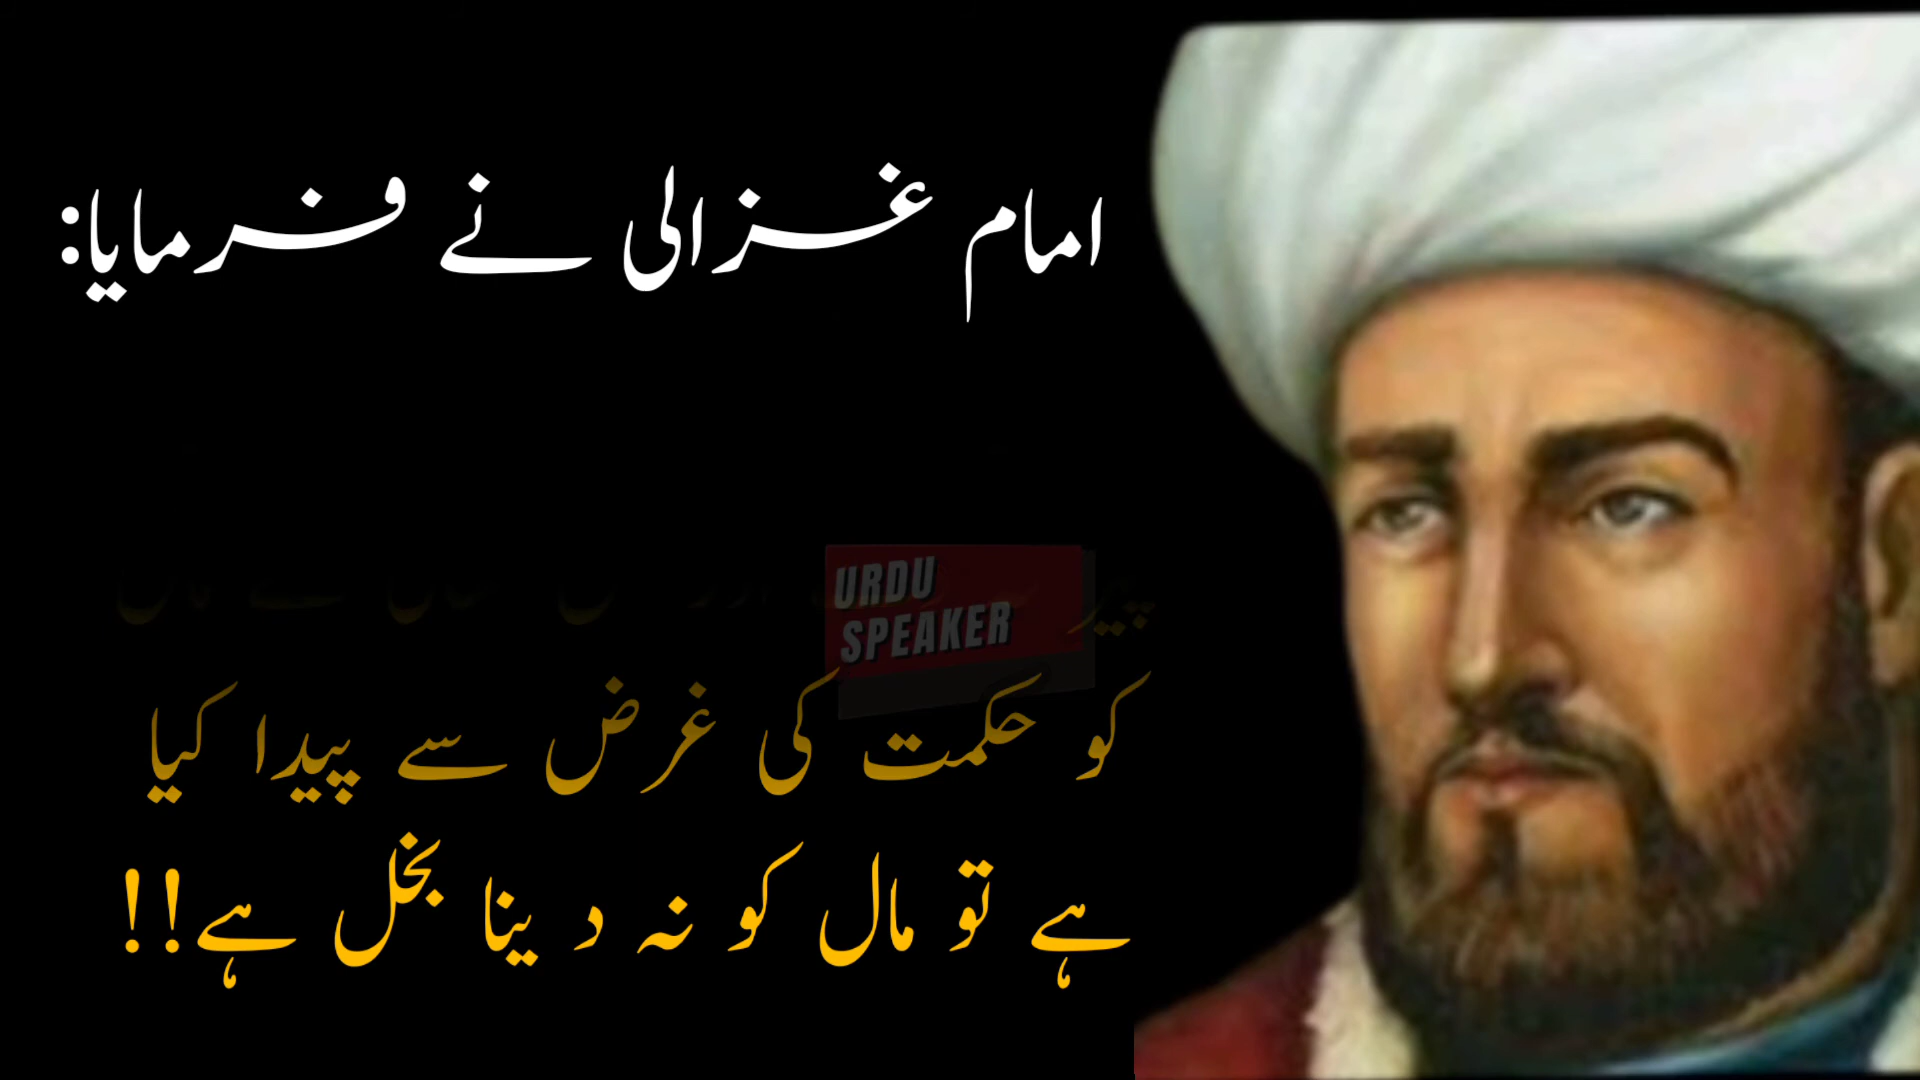 امام غزالی نے فرمایا:
URDU
SPEAKER
کو حکمت کی غرض سے پیدا کیا
ہے تو مال کو نہ دینا بخل ہے!!